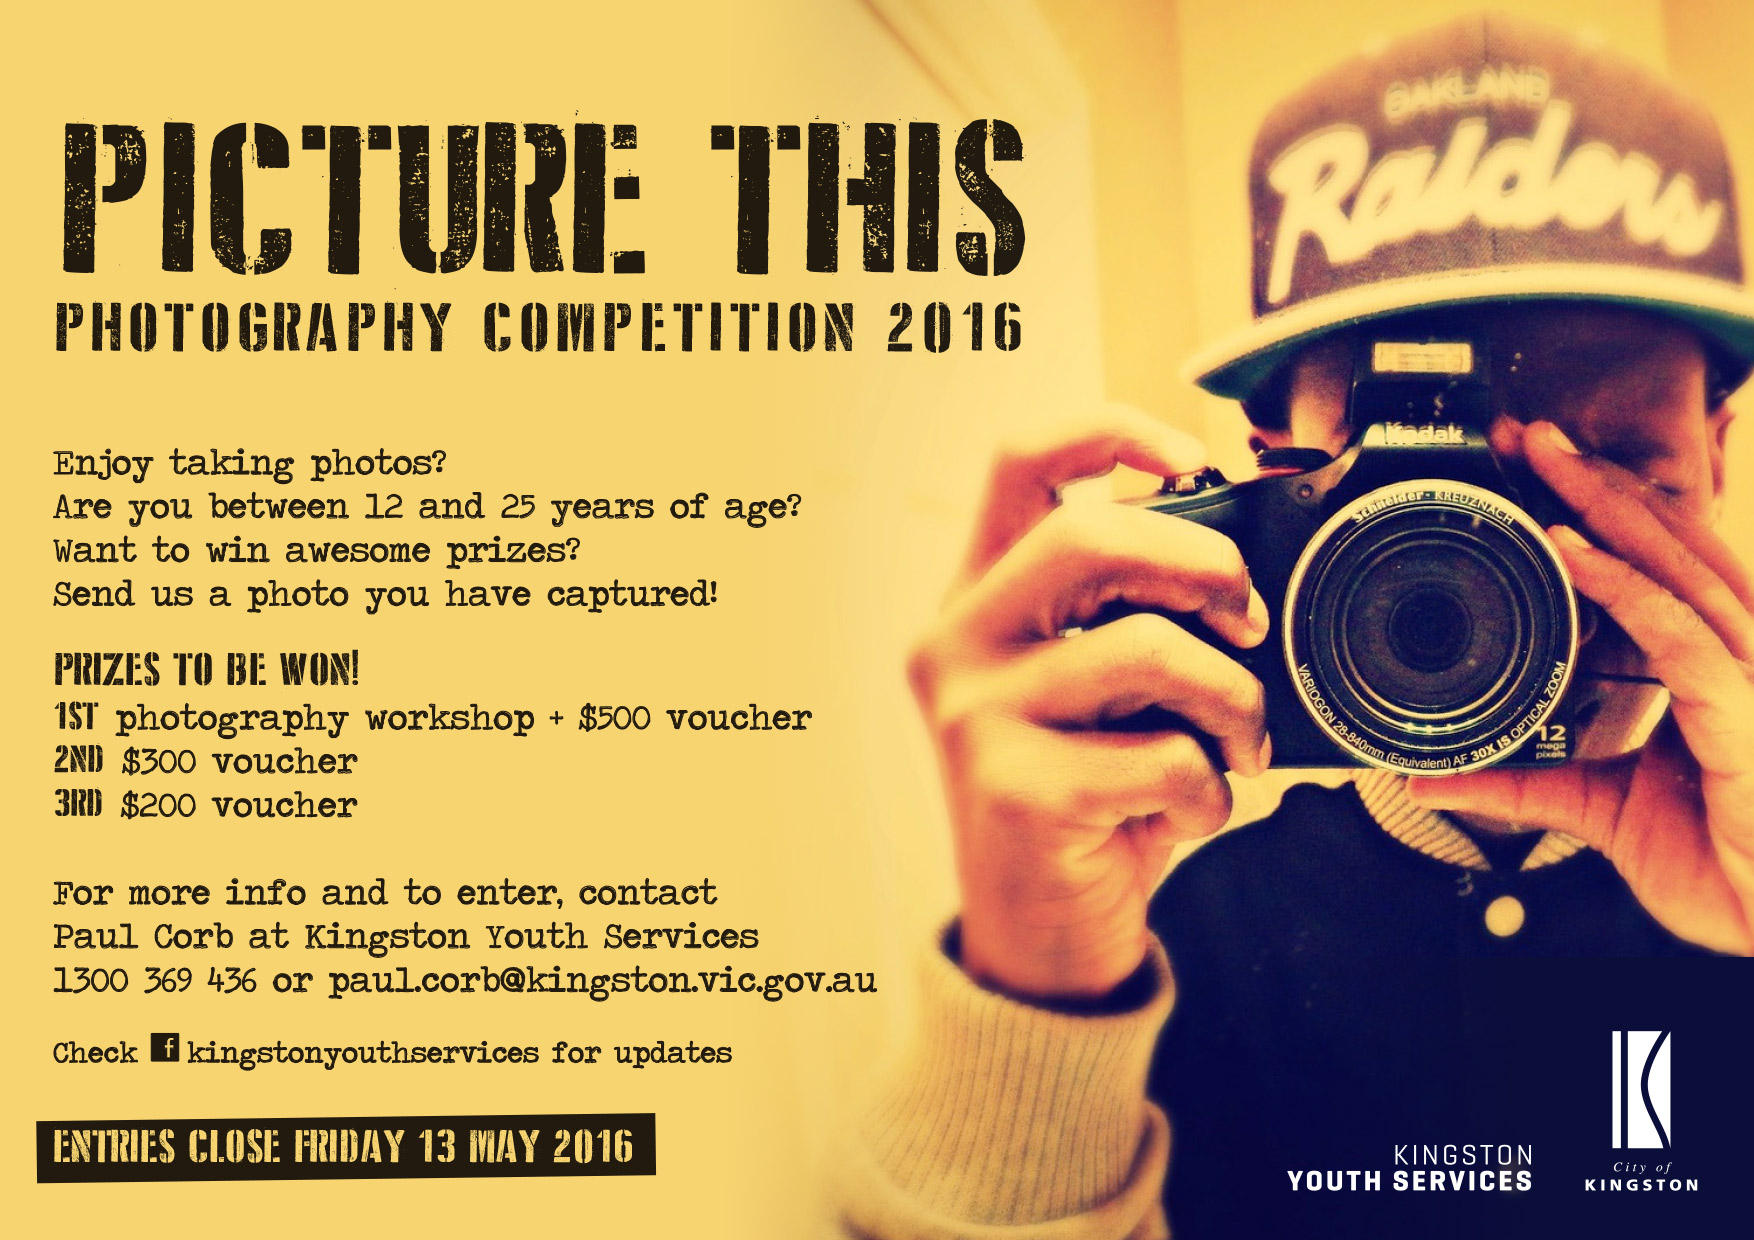 PICTURE THIS
PHOTOGRAPHY COMPETITION 2016
Enjoy taking photos?
Are you between 12 and 25 years of age?
Want to win awesome prizes?
Send us a photo you have captured!
PRIZES TO BE WON!
1ST photography workshop + $500 voucher
2ND $300 voucher
3RD $200 voucher
For more info and to enter, contact
Paul Corb at Kingston Youth Services
1300 369 436 or paul.corb@kingston.vic.gov.au
Check f kingstonyouthservices for updates
ENTRIES CLOSE FRIDAY 13 MAY 2016
OAKLAND
Raiders
Kodak
Schneider - KREUZNACH
VARIOGON 26-840mm (Equivalent) AF 30X IS OPTICAL ZOOM
12
mega
pixels
KINGSTON
YOUTH SERVICES
City of
KINGSTON